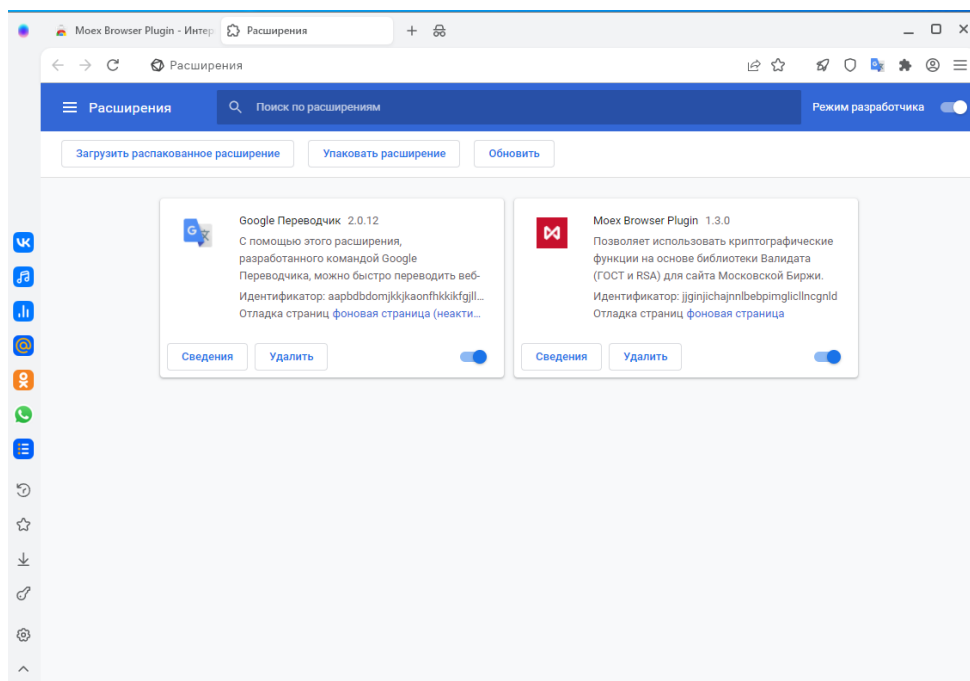 Moex Browser Plugin - Интер
Расширения
Расширения
Расширения
Поиск по расширениям
Режим разработчика
Загрузить распакованное расширение
Упаковать расширение
Обновить
Google Переводчик 2.0.12
С помощью этого расширения,
разработанного командой Google
Переводчика, можно быстро переводить веб-
Идентификатор: aapbdbdomjkkjkaonfhkkikfgjll...
Отладка страниц фоновая страница (неакти...
Сведения
Удалить
Moex Browser Plugin 1.3.0
Позволяет использовать криптографические
функции на основе библиотеки Валидата
(ГОСТ и RSA) для сайта Московской Биржи.
Идентификатор: jjginjichajnnlbebpimglicllncgnld
Отладка страниц фоновая страница
Сведения
Удалить